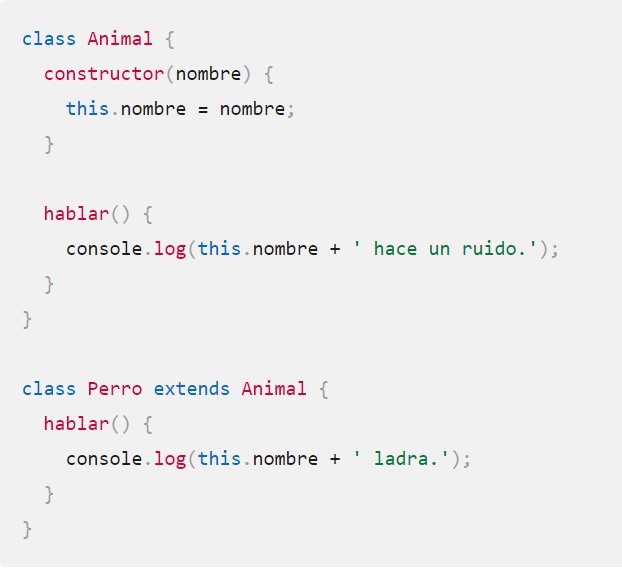 class Animal {
  constructor(nombre) {
    this.nombre = nombre;
  }

  hablar() {
    console.log(this.nombre + ' hace un ruido.');
  }
}

class Perro extends Animal {
  hablar() {
    console.log(this.nombre + ' ladra.');
  }
}